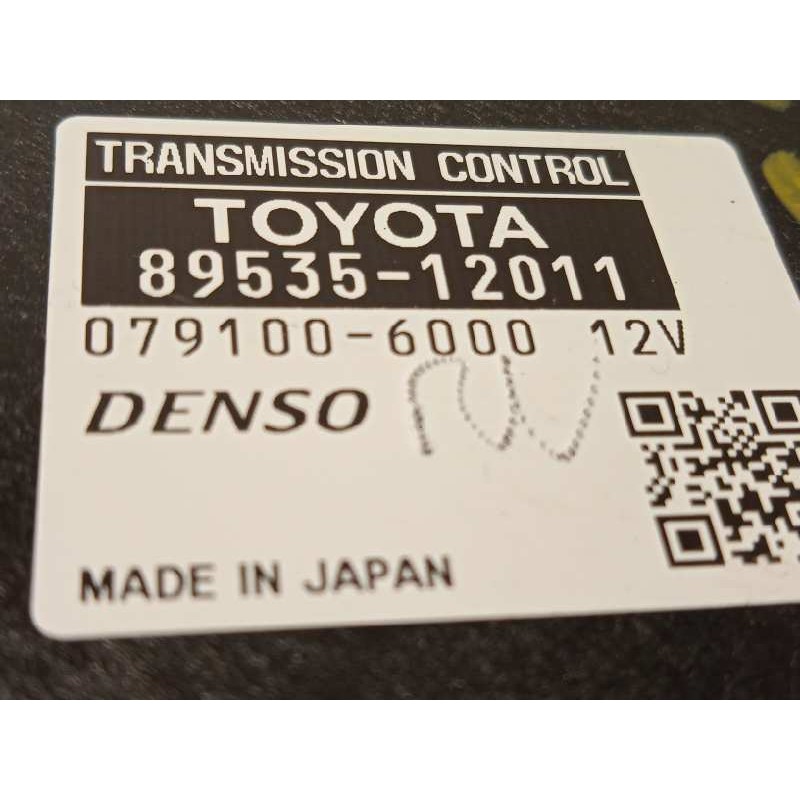 TRANSMISSION CONTROL
TOYOTA
89535-12011
079100-6000 12V
DENSO
MADE IN JAPAN